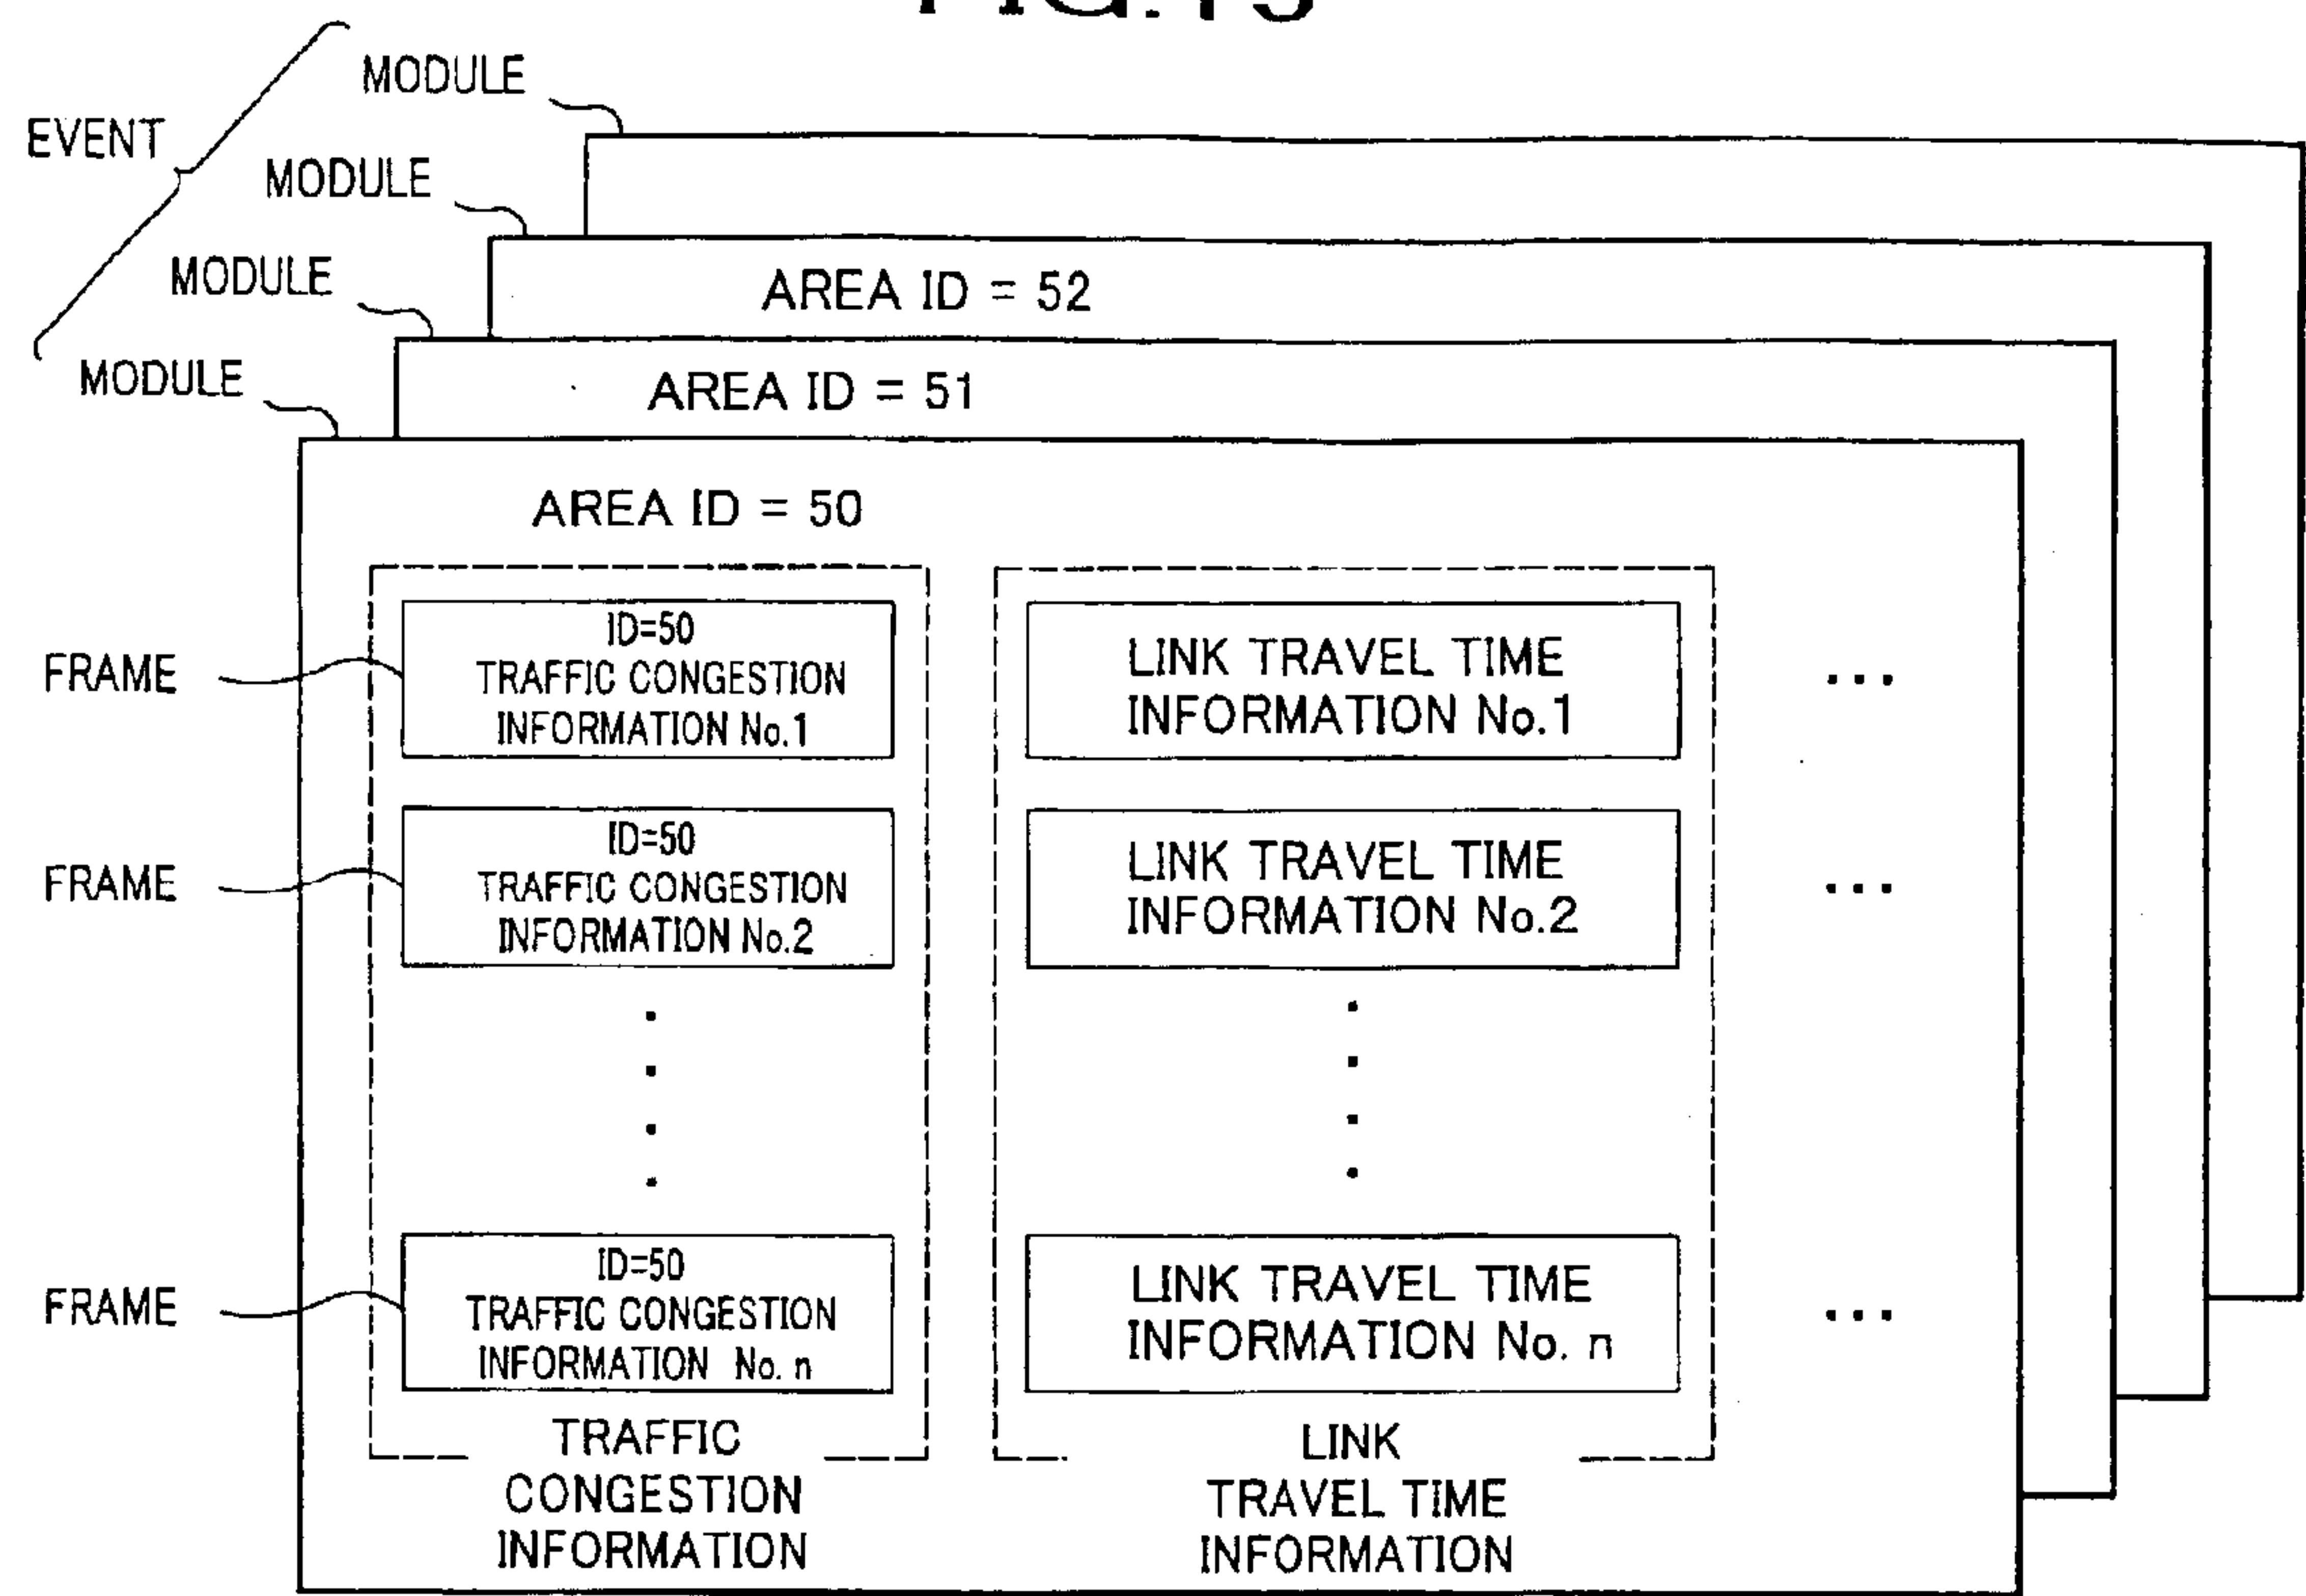 MODULE
EVENT
MODULE
MODULE
AREA ID = 52
MODULE
AREA ID = 51
AREA ID = 50
FRAME
ID=50
TRAFFIC CONGESTION
INFORMATION No.1
LINK TRAVEL TIME
INFORMATION No.1
...
FRAME
ID=50
TRAFFIC CONGESTION
INFORMATION No.2
LINK TRAVEL TIME
INFORMATION No.2
...
FRAME
ID=50
TRAFFIC CONGESTION
INFORMATION No. n
LINK TRAVEL TIME
INFORMATION No. n
...
TRAFFIC
CONGESTION
INFORMATION
LINK
TRAVEL TIME
INFORMATION